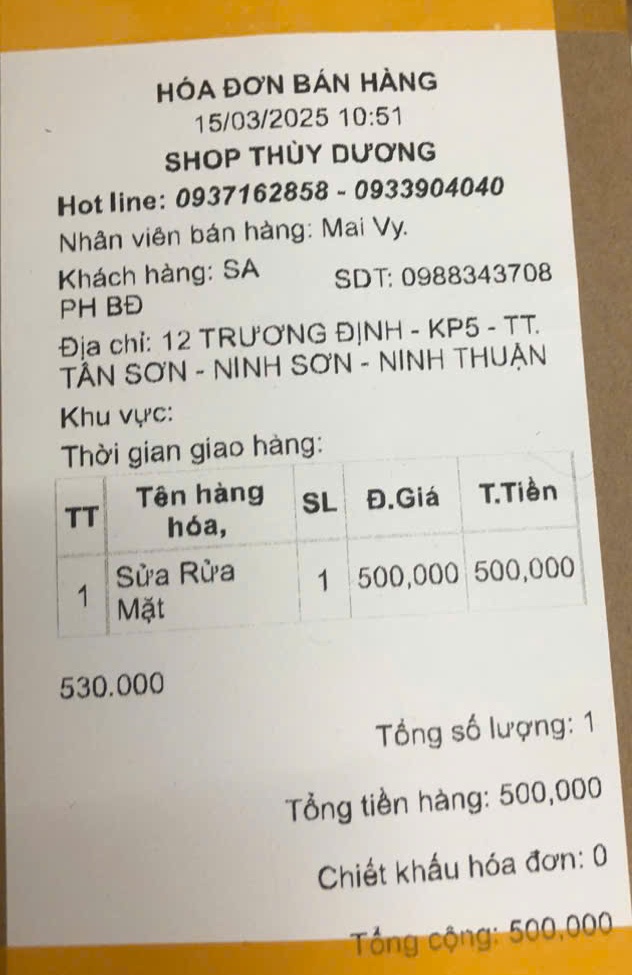 HÓA ĐƠN BÁN HÀNG
15/03/2025 10:51
SHOP THÙY DƯƠNG
Hot line: 0937162858 - 0933904040
Nhân viên bán hàng: Mai Vy.
Khách hàng: SA PH BĐ
SDT: 0988343708
Địa chỉ: 12 TRƯƠNG ĐỊNH - KP5 - TT.
TÂN SƠN - NINH SƠN - NINH THUẬN
Khu vực:
Thời gian giao hàng:
TT Tên hàng hóa, SL Đ.Giá T.Tiền
1 Sửa Rửa Mặt 1 500,000 500,000
530.000
Tổng số lượng: 1
Tổng tiền hàng: 500,000
Chiết khấu hóa đơn: 0
Tổng cộng: 500,000